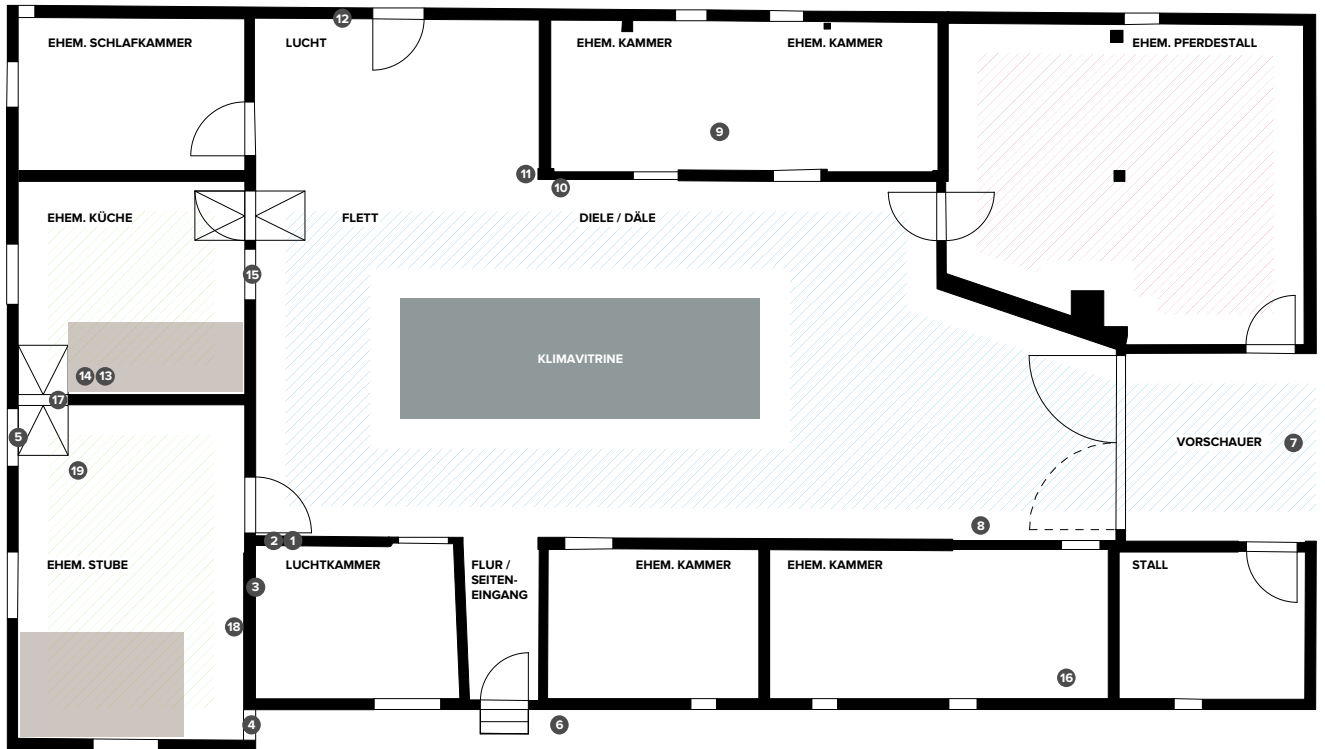 12
EHEM. SCHLAFKAMMER
LUCHT
EHEM. KAMMER
EHEM. KAMMER
EHEM. PFERDESTALL
9
11
10
EHEM. KÜCHE
FLETT
DIELE / DÄLE
15
KLIMAVITRINE
14
13
17
5
19
VORSCHAUER
7
8
2
1
EHEM. STUBE
LUCHTKAMMER
FLUR /
SEITEN-
EINGANG
EHEM. KAMMER
EHEM. KAMMER
STALL
3
18
16
4
6